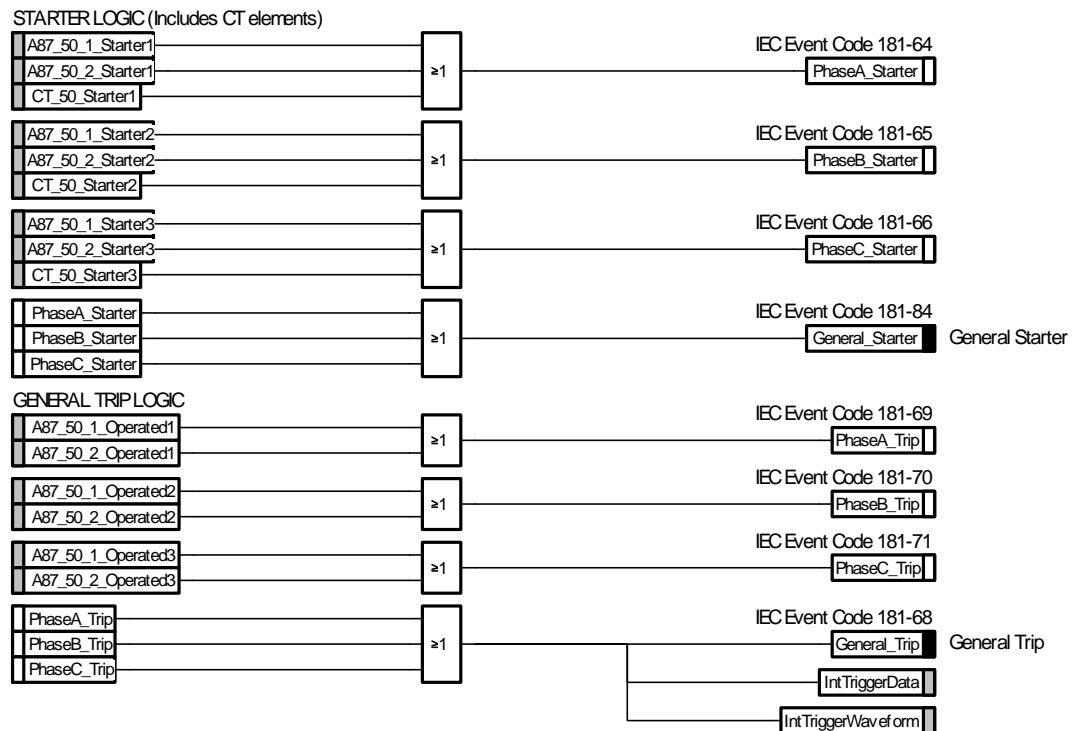 STARTER LOGIC (Includes CT elements)
A87_50_1_Starter1
A87_50_2_Starter1
CT_50_Starter1
≥1
IEC Event Code 181-64
PhaseA_Starter
A87_50_1_Starter2
A87_50_2_Starter2
CT_50_Starter2
≥1
IEC Event Code 181-65
PhaseB_Starter
A87_50_1_Starter3
A87_50_2_Starter3
CT_50_Starter3
≥1
IEC Event Code 181-66
PhaseC_Starter
PhaseA_Starter
PhaseB_Starter
PhaseC_Starter
≥1
IEC Event Code 181-84
General_Starter
General Starter
GENERAL TRIP LOGIC
A87_50_1_Operated1
A87_50_2_Operated1
≥1
IEC Event Code 181-69
PhaseA_Trip
A87_50_1_Operated2
A87_50_2_Operated2
≥1
IEC Event Code 181-70
PhaseB_Trip
A87_50_1_Operated3
A87_50_2_Operated3
≥1
IEC Event Code 181-71
PhaseC_Trip
PhaseA_Trip
PhaseB_Trip
PhaseC_Trip
≥1
IEC Event Code 181-68
General_Trip
General Trip
IntTriggerData
IntTriggerWaveform